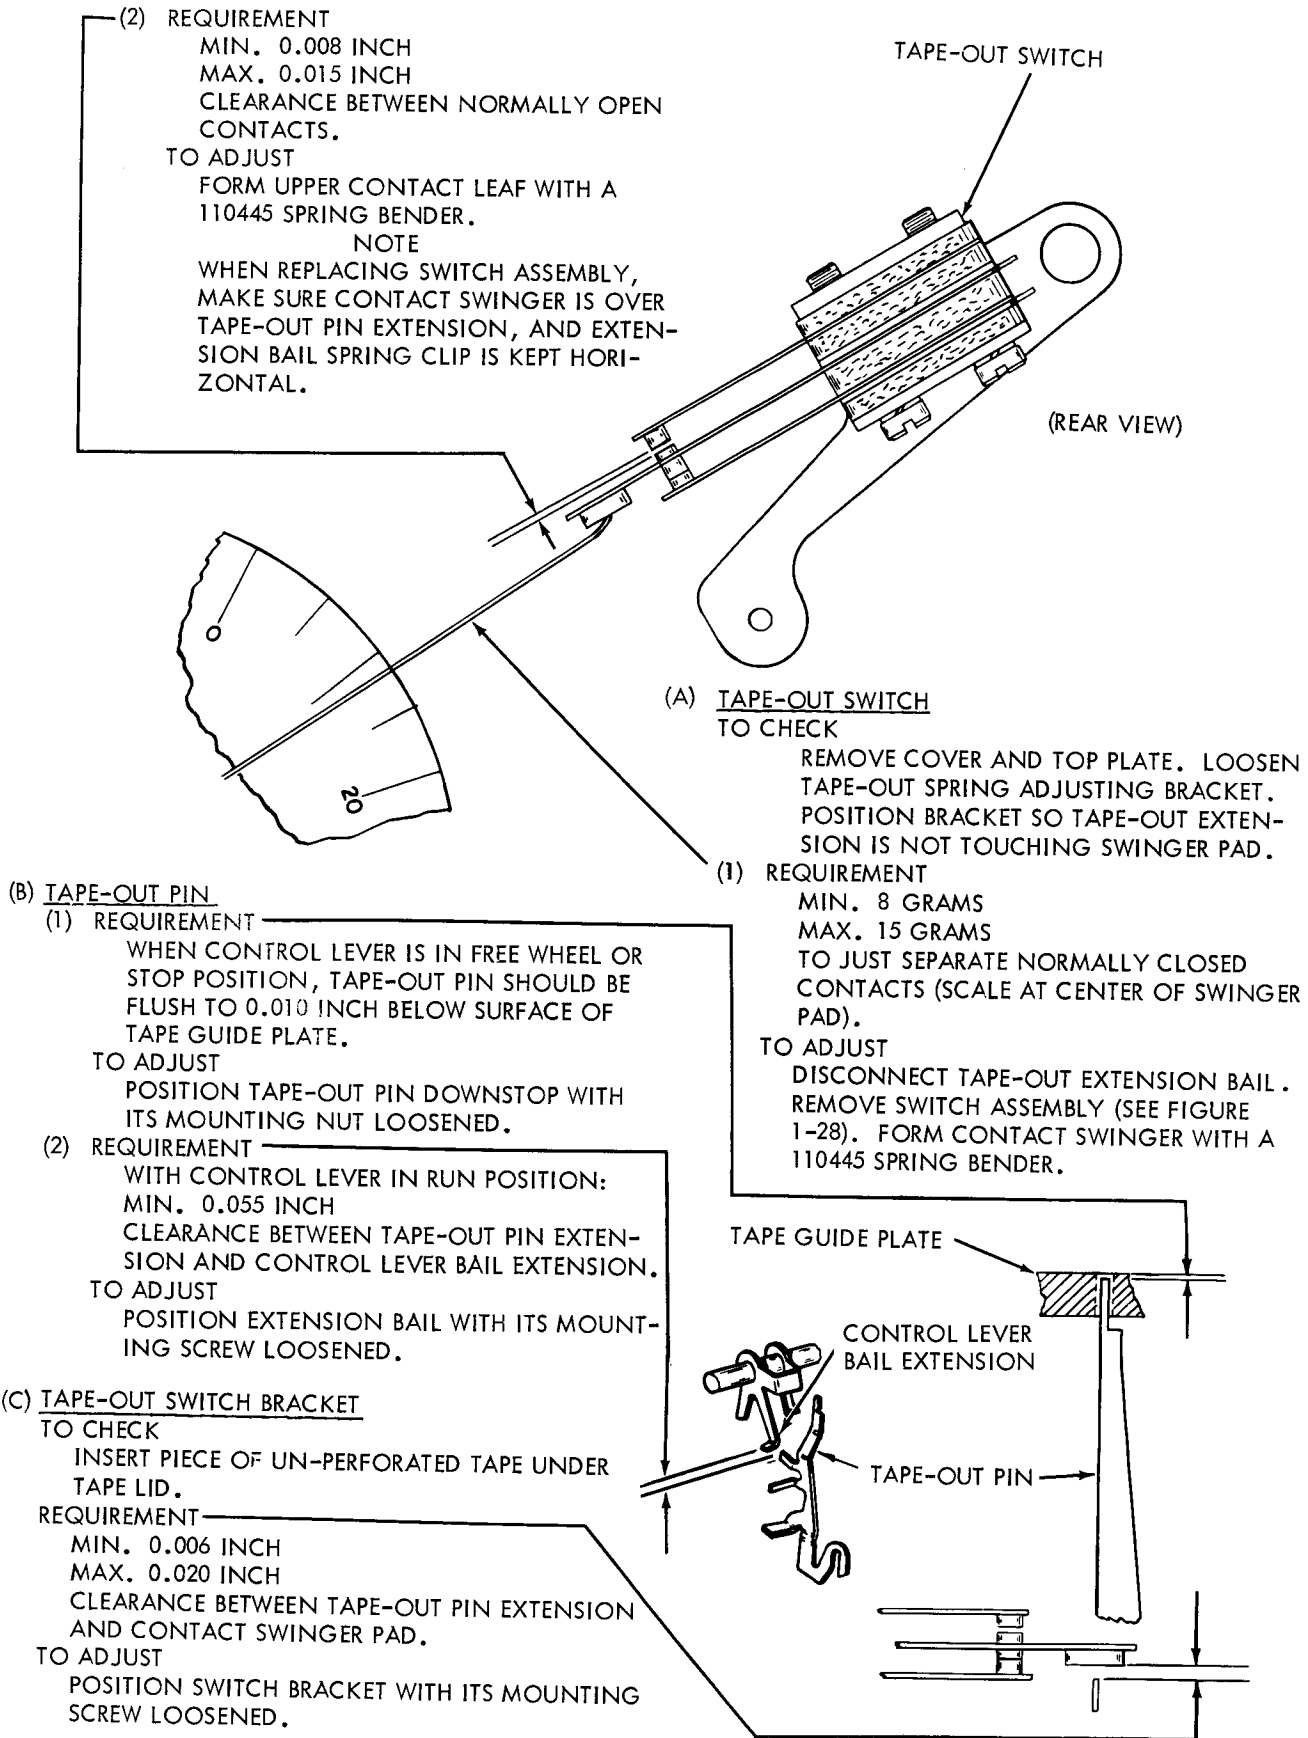 (2) REQUIREMENT
MIN. 0.008 INCH
MAX. 0.015 INCH
CLEARANCE BETWEEN NORMALLY OPEN
CONTACTS.
TO ADJUST
FORM UPPER CONTACT LEAF WITH A
110445 SPRING BENDER.
NOTE
WHEN REPLACING SWITCH ASSEMBLY,
MAKE SURE CONTACT SWINGER IS OVER
TAPE-OUT PIN EXTENSION, AND EXTEN-
SION BAIL SPRING CLIP IS KEPT HORI-
ZONTAL.
TAPE-OUT SWITCH
(REAR VIEW)
0
20
(A) TAPE-OUT SWITCH
TO CHECK
REMOVE COVER AND TOP PLATE. LOOSEN
TAPE-OUT SPRING ADJUSTING BRACKET.
POSITION BRACKET SO TAPE-OUT EXTEN-
SION IS NOT TOUCHING SWINGER PAD.
(1) REQUIREMENT
MIN. 8 GRAMS
MAX. 15 GRAMS
TO JUST SEPARATE NORMALLY CLOSED
CONTACTS (SCALE AT CENTER OF SWINGER
PAD).
TO ADJUST
DISCONNECT TAPE-OUT EXTENSION BAIL.
REMOVE SWITCH ASSEMBLY (SEE FIGURE
1-28). FORM CONTACT SWINGER WITH A
110445 SPRING BENDER.
(B) TAPE-OUT PIN
(1) REQUIREMENT
WHEN CONTROL LEVER IS IN FREE WHEEL OR
STOP POSITION, TAPE-OUT PIN SHOULD BE
FLUSH TO 0.010 INCH BELOW SURFACE OF
TAPE GUIDE PLATE.
TO ADJUST
POSITION TAPE-OUT PIN DOWNSTOP WITH
ITS MOUNTING NUT LOOSENED.
(2) REQUIREMENT
WITH CONTROL LEVER IN RUN POSITION:
MIN. 0.055 INCH
CLEARANCE BETWEEN TAPE-OUT PIN EXTEN-
SION AND CONTROL LEVER BAIL EXTENSION.
TO ADJUST
POSITION EXTENSION BAIL WITH ITS MOUNT-
ING SCREW LOOSENED.
(C) TAPE-OUT SWITCH BRACKET
TO CHECK
INSERT PIECE OF UN-PERFORATED TAPE UNDER
TAPE LID.
REQUIREMENT
MIN. 0.006 INCH
MAX. 0.020 INCH
CLEARANCE BETWEEN TAPE-OUT PIN EXTENSION
AND CONTACT SWINGER PAD.
TO ADJUST
POSITION SWITCH BRACKET WITH ITS MOUNTING
SCREW LOOSENED.
TAPE GUIDE PLATE
CONTROL LEVER
BAIL EXTENSION
TAPE-OUT PIN